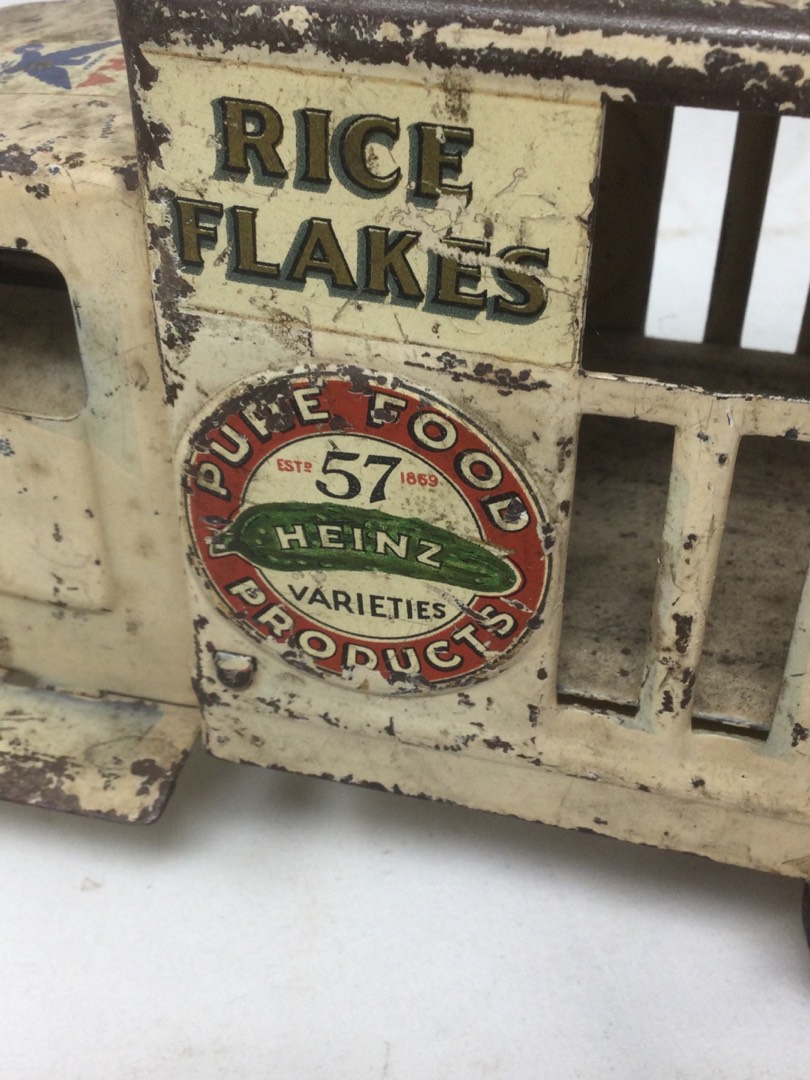 RICE
FLAKES
PURE FOOD
ESTD 57 1869
HEINZ
VARIETIES
PRODUCTS